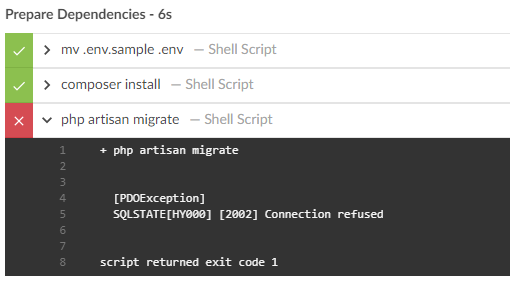 Prepare Dependencies - 6s
mv .env.sample .env — Shell Script
composer install — Shell Script
php artisan migrate — Shell Script
1 + php artisan migrate
2
3
4 [PDOException]
5 SQLSTATE[HY000] [2002] Connection refused
6
7
8 script returned exit code 1